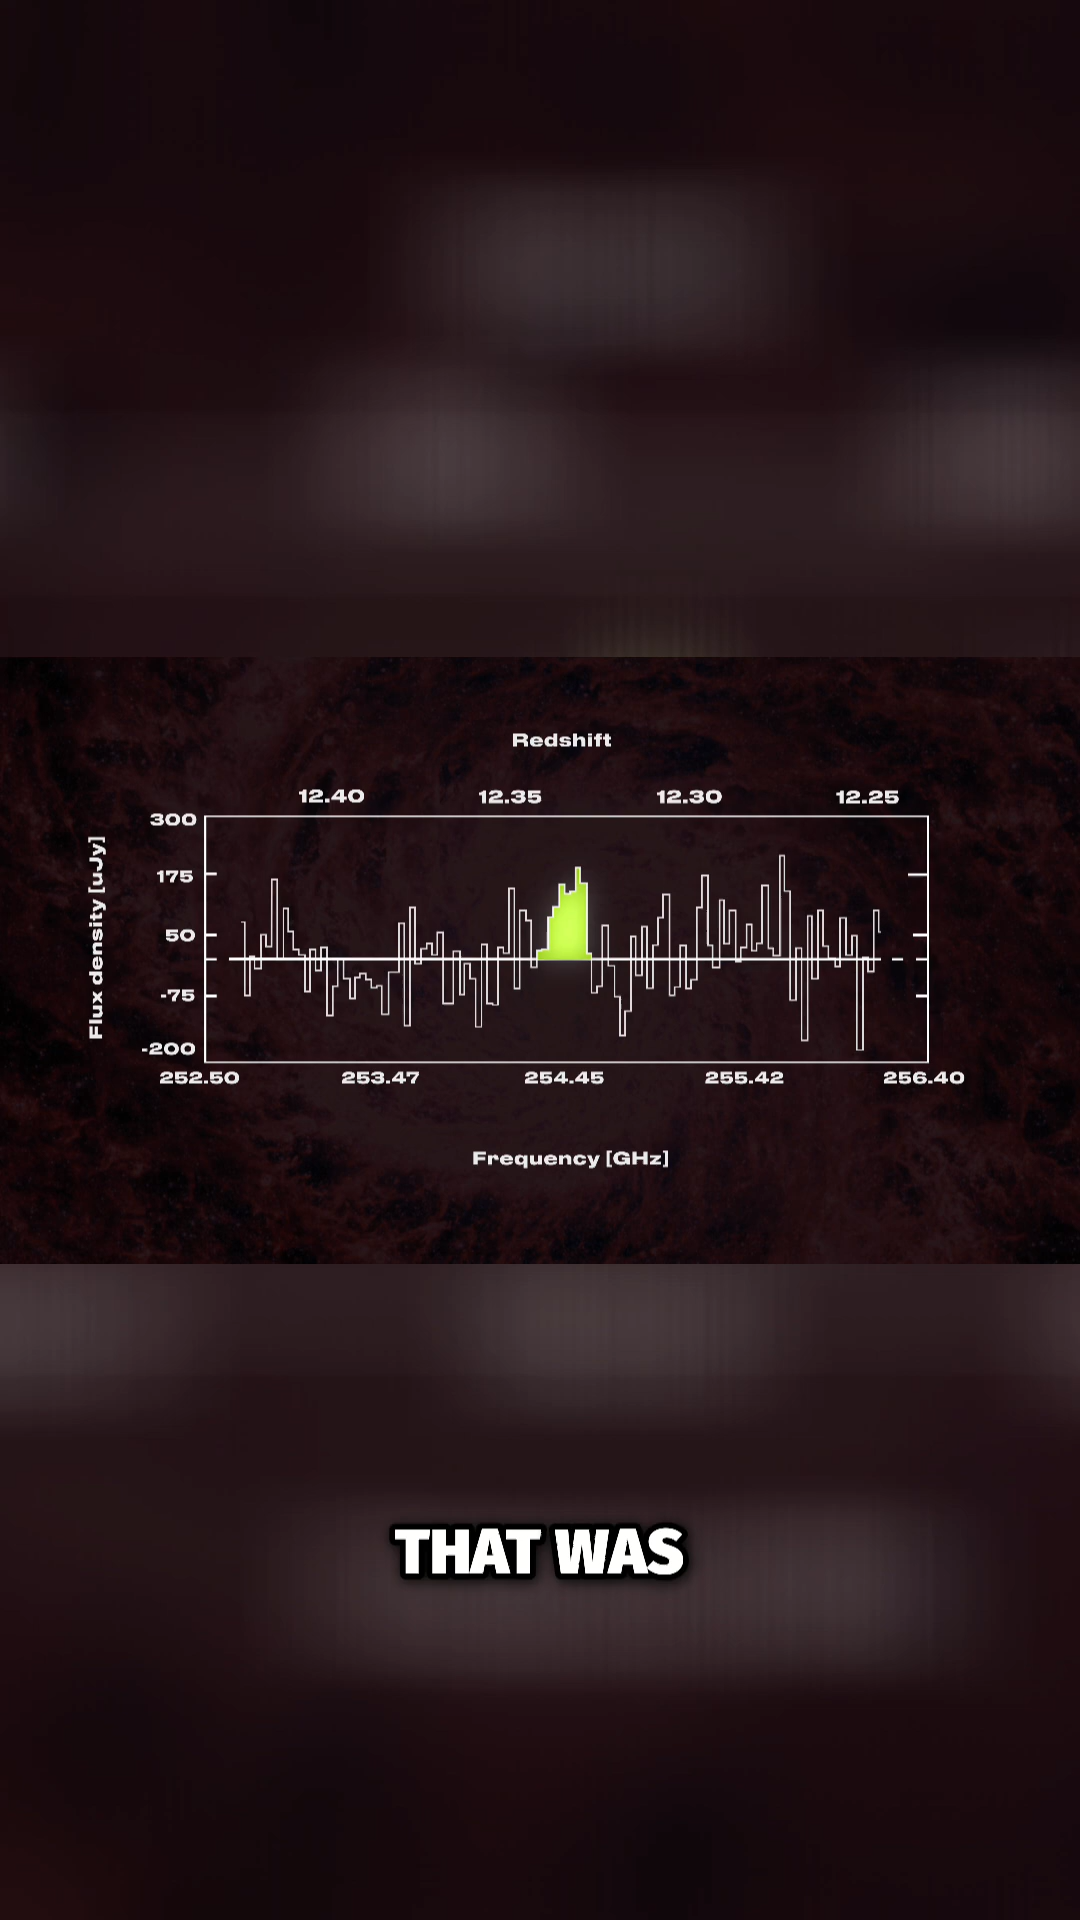 Redshift
12.40 12.35 12.30 12.25
300
175
50
-75
-200
Flux density [uJy]
252.50 253.47 254.45 255.42 256.40
Frequency [GHz]
THAT WAS